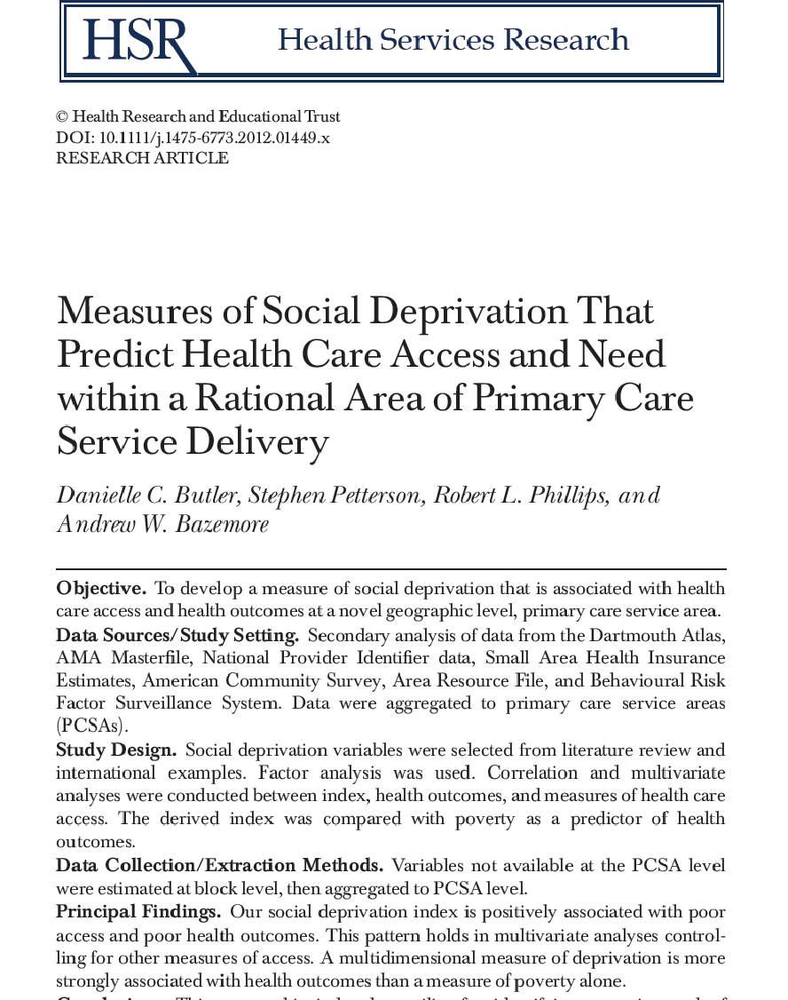 HSR Health Services Research
© Health Research and Educational Trust
DOI: 10.1111/j.1475-6773.2012.01449.x
RESEARCH ARTICLE
Measures of Social Deprivation That
Predict Health Care Access and Need
within a Rational Area of Primary Care
Service Delivery
Danielle C. Butler, Stephen Petterson, Robert L. Phillips, and
Andrew W. Bazemore
Objective. To develop a measure of social deprivation that is associated with health
care access and health outcomes at a novel geographic level, primary care service area.
Data Sources/Study Setting. Secondary analysis of data from the Dartmouth Atlas,
AMA Masterfile, National Provider Identifier data, Small Area Health Insurance
Estimates, American Community Survey, Area Resource File, and Behavioural Risk
Factor Surveillance System. Data were aggregated to primary care service areas
(PCSAs).
Study Design. Social deprivation variables were selected from literature review and
international examples. Factor analysis was used. Correlation and multivariate
analyses were conducted between index, health outcomes, and measures of health care
access. The derived index was compared with poverty as a predictor of health
outcomes.
Data Collection/Extraction Methods. Variables not available at the PCSA level
were estimated at block level, then aggregated to PCSA level.
Principal Findings. Our social deprivation index is positively associated with poor
access and poor health outcomes. This pattern holds in multivariate analyses control-
ling for other measures of access. A multidimensional measure of deprivation is more
strongly associated with health outcomes than a measure of poverty alone.